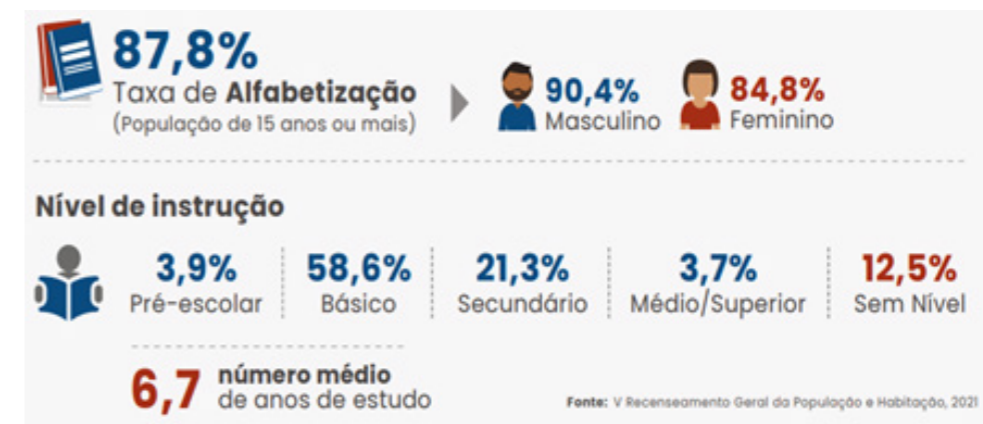 87,8%
Taxa de Alfabetização
(População de 15 anos ou mais)
90,4%
Masculino
84,8%
Feminino
Nível de instrução
3,9%
Pré-escolar
58,6%
Básico
21,3%
Secundário
3,7%
Médio/Superior
12,5%
Sem Nível
6,7
número médio
de anos de estudo
Fonte: V Recenseamento Geral da População e Habitação, 2021